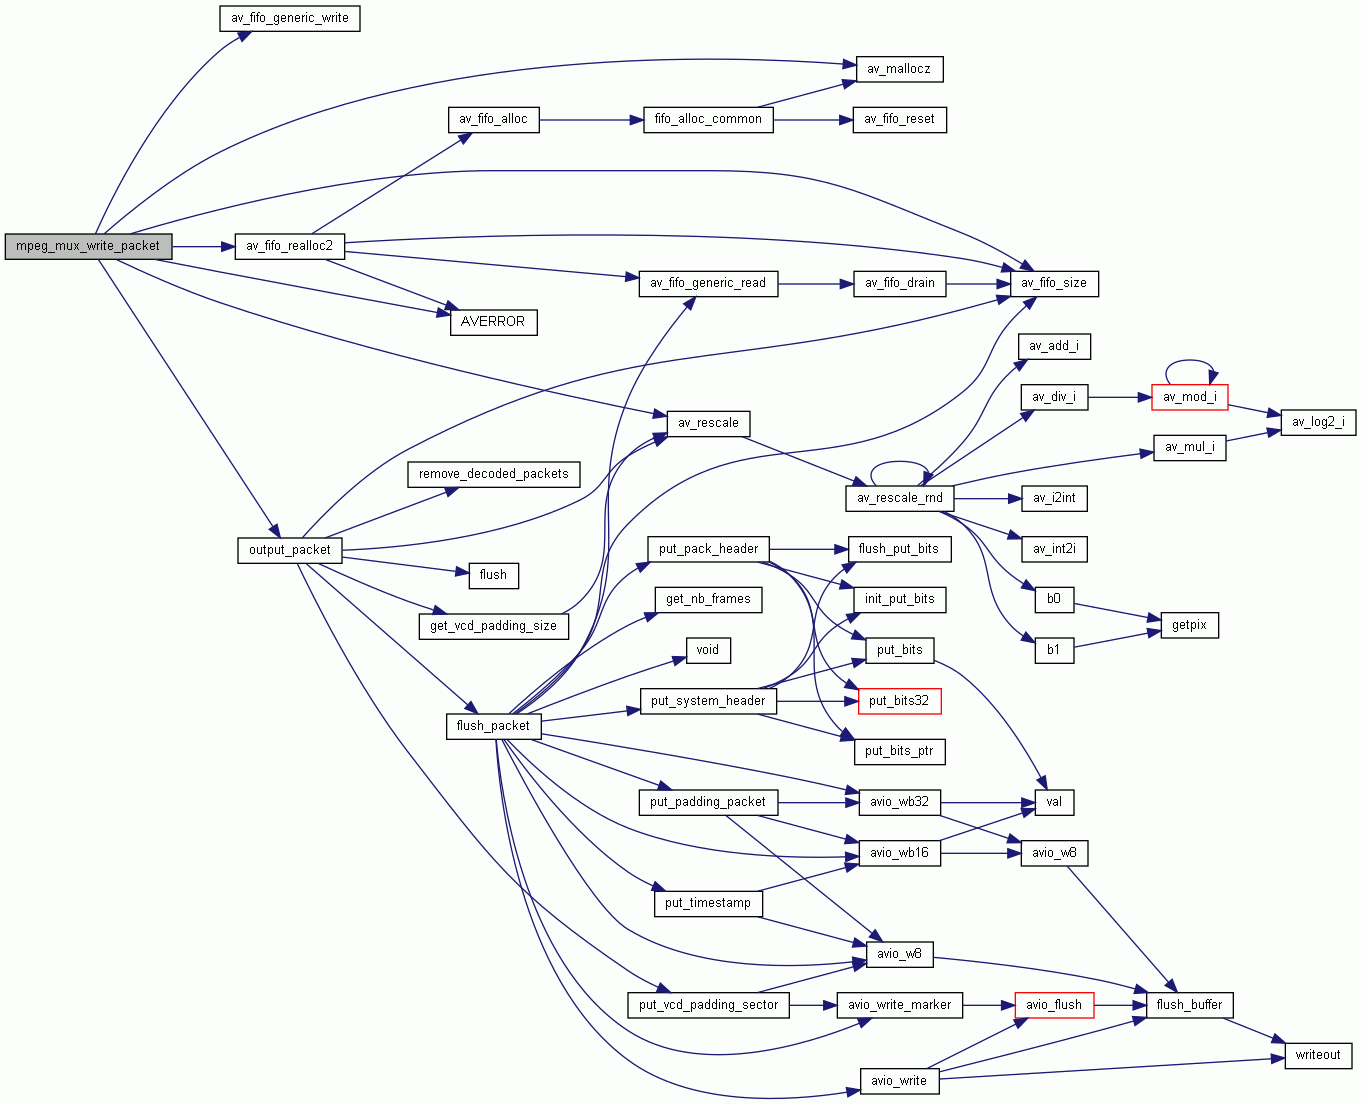 av_fifo_generic_write
av_mallocz
av_fifo_alloc
fifo_alloc_common
av_fifo_reset
mpeg_mux_write_packet
av_fifo_realloc2
av_fifo_generic_read
av_fifo_drain
av_fifo_size
AVERROR
av_add_i
av_div_i
av_mod_i
av_rescale
av_log2_i
av_mul_i
remove_decoded_packets
av_rescale_rnd
av_i2int
output_packet
put_pack_header
flush_put_bits
av_int2i
flush
get_nb_frames
init_put_bits
b0
get_vcd_padding_size
getpix
void
put_bits
b1
put_system_header
put_bits32
flush_packet
put_bits_ptr
put_padding_packet
avio_wb32
val
avio_wb16
avio_w8
put_timestamp
avio_w8
put_vcd_padding_sector
avio_write_marker
avio_flush
flush_buffer
writeout
avio_write